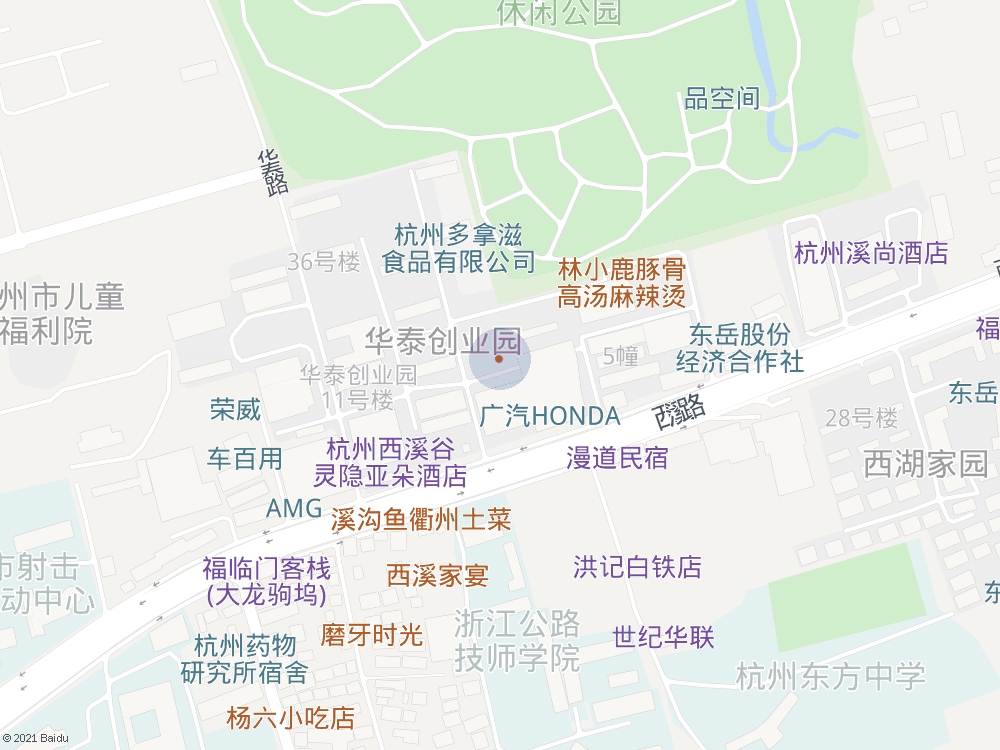 休闲公园
品空间
华泰路
杭州多拿滋
食品有限公司
杭州溪尚酒店
36号楼
林小鹿豚骨
高汤麻辣烫
州市儿童
福利院
福
华泰创业园
东岳股份
经济合作社
5幢
华泰创业园
11号楼
东岳
荣威
广汽HONDA
西溪路
28号楼
杭州西溪谷
灵隐亚朵酒店
车百用
漫道民宿
西湖家园
AMG
溪沟鱼衢州土菜
市射击
动中心
福临门客栈
(大龙驹坞)
西溪家宴
洪记白铁店
东
浙江公路
技师学院
磨牙时光
世纪华联
杭州药物
研究所宿舍
杭州东方中学
杨六小吃店
© 2021 Baidu